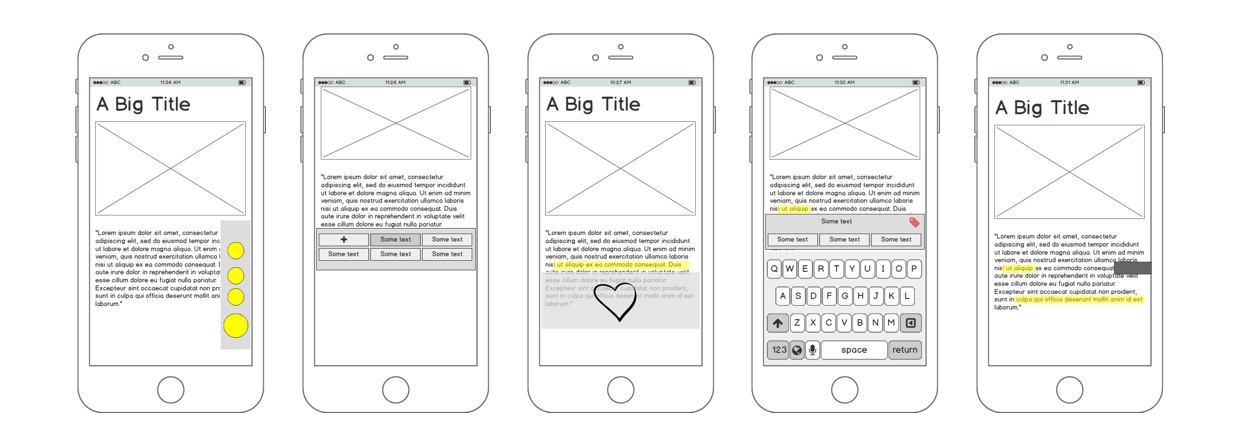 ●●●○○ ABC 11:34 AM
A Big Title
"Lorem ipsum dolor sit amet, consectetur
adipiscing elit, sed do eiusmod tempor inc
ut labore et dolore magna aliqua. Ut enim
veniam, quis nostrud exercitation ullamco
nisi ut aliquip ex ea commodo consequat. D
aute irure dolor in reprehenderit in volupta
esse cillum dolore eu fugiat nulla pariatur.
Excepteur sint occaecat cupidatat non
sunt in culpa qui officia deserunt mollit ani
laborum."
●●●○○ ABC 11:26 AM
"Lorem ipsum dolor sit amet, consectetur
adipiscing elit, sed do eiusmod tempor incididunt
ut labore et dolore magna aliqua. Ut enim ad minim
veniam, quis nostrud exercitation ullamco laboris
nisi ut aliquip ex ea commodo consequat. Duis
aute irure dolor in reprehenderit in voluptate velit
esse cillum dolore eu fugiat nulla pariatur.
+ Some text Some text
Some text Some text Some text
●●●○○ ABC 10:27 AM
A Big Title
"Lorem ipsum dolor sit amet, consectetur
adipiscing elit, sed do eiusmod tempor incididunt
ut labore et dolore magna aliqua. Ut enim ad minim
veniam, quis nostrud exercitation ullamco laboris
nisi ut aliquip ex ea commodo consequat. Duis
aute irure dolor in reprehenderit in voluptate velit
esse cillum dolore eu fugiat nulla pariatur.
Excepteur sint occaecat cupidatat non proident,
sunt in culpa qui officia deserunt mollit anim id est
laborum."
●●●○○ ABC 11:30 AM
"Lorem ipsum dolor sit amet, consectetur
adipiscing elit, sed do eiusmod tempor incididunt
ut labore et dolore magna aliqua. Ut enim ad minim
veniam, quis nostrud exercitation ullamco laboris
nisi ut aliquip ex ea commodo consequat. Duis
Some text
Some text Some text Some text
Q W E R T Y U I O P
A S D F G H J K L
Z X C V B N M
123 space return
●●●○○ ABC 11:31 AM
A Big Title
"Lorem ipsum dolor sit amet, consectetur
adipiscing elit, sed do eiusmod tempor incididunt
ut labore et dolore magna aliqua. Ut enim ad minim
veniam, quis nostrud exercitation ullamco laboris
nisi ut aliquip ex ea commodo consequat
aute irure dolor in reprehenderit in voluptate velit
esse cillum dolore eu fugiat nulla pariatur.
Excepteur sint occaecat cupidatat non proident,
sunt in culpa qui officia deserunt mollit anim id est
laborum."